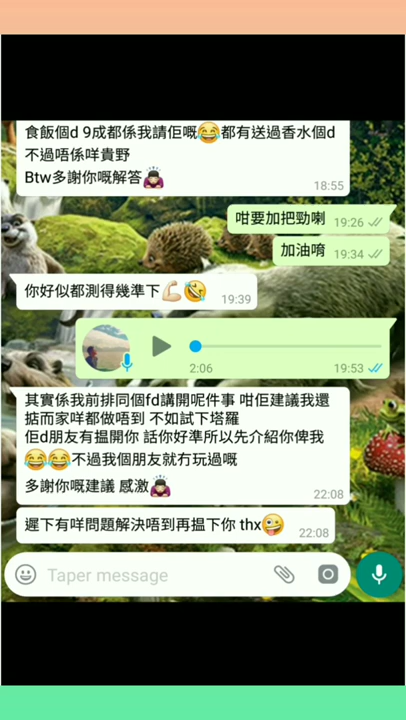 食飯個d 9成都係我請佢嘅😂都有送過香水個d
不過唔係咩貴野
Btw多謝你嘅解答🙇🏻‍♀️
18:55
咁要加把勁喇
19:26
加油唷
19:34
你好似都測得幾準下💪🏻🤣
19:39
2:06
19:53
其實係我前排同個fd講開呢件事 咁佢建議我還
掂而家咩都做唔到 不如試下塔羅
佢d朋友有搵開你 話你好準所以先介紹你俾我
😂😂不過我個朋友就冇玩過嘅
多謝你嘅建議 感激🙇🏻‍♀️
22:08
遲下有咩問題解決唔到再搵下你 thx🤪
22:08
Taper message